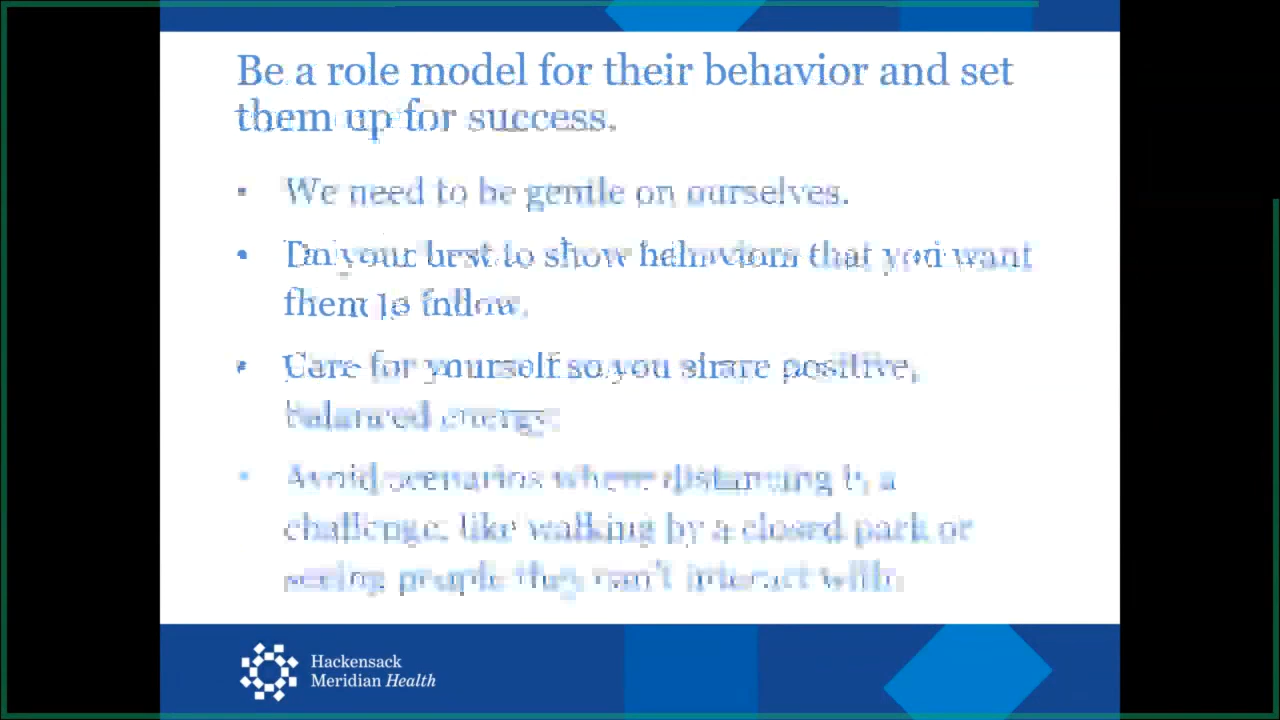 Be a role model for their behavior and set
them up for success.
• We need to be gentle on ourselves.
• Do your best to show behaviors that you want
them to follow.
• Care for yourself so you share positive,
balanced energy.
• Avoid scenarios where distancing is a
challenge, like walking by a closed park or
seeing people they can't interact with.
Hackensack
Meridian Health